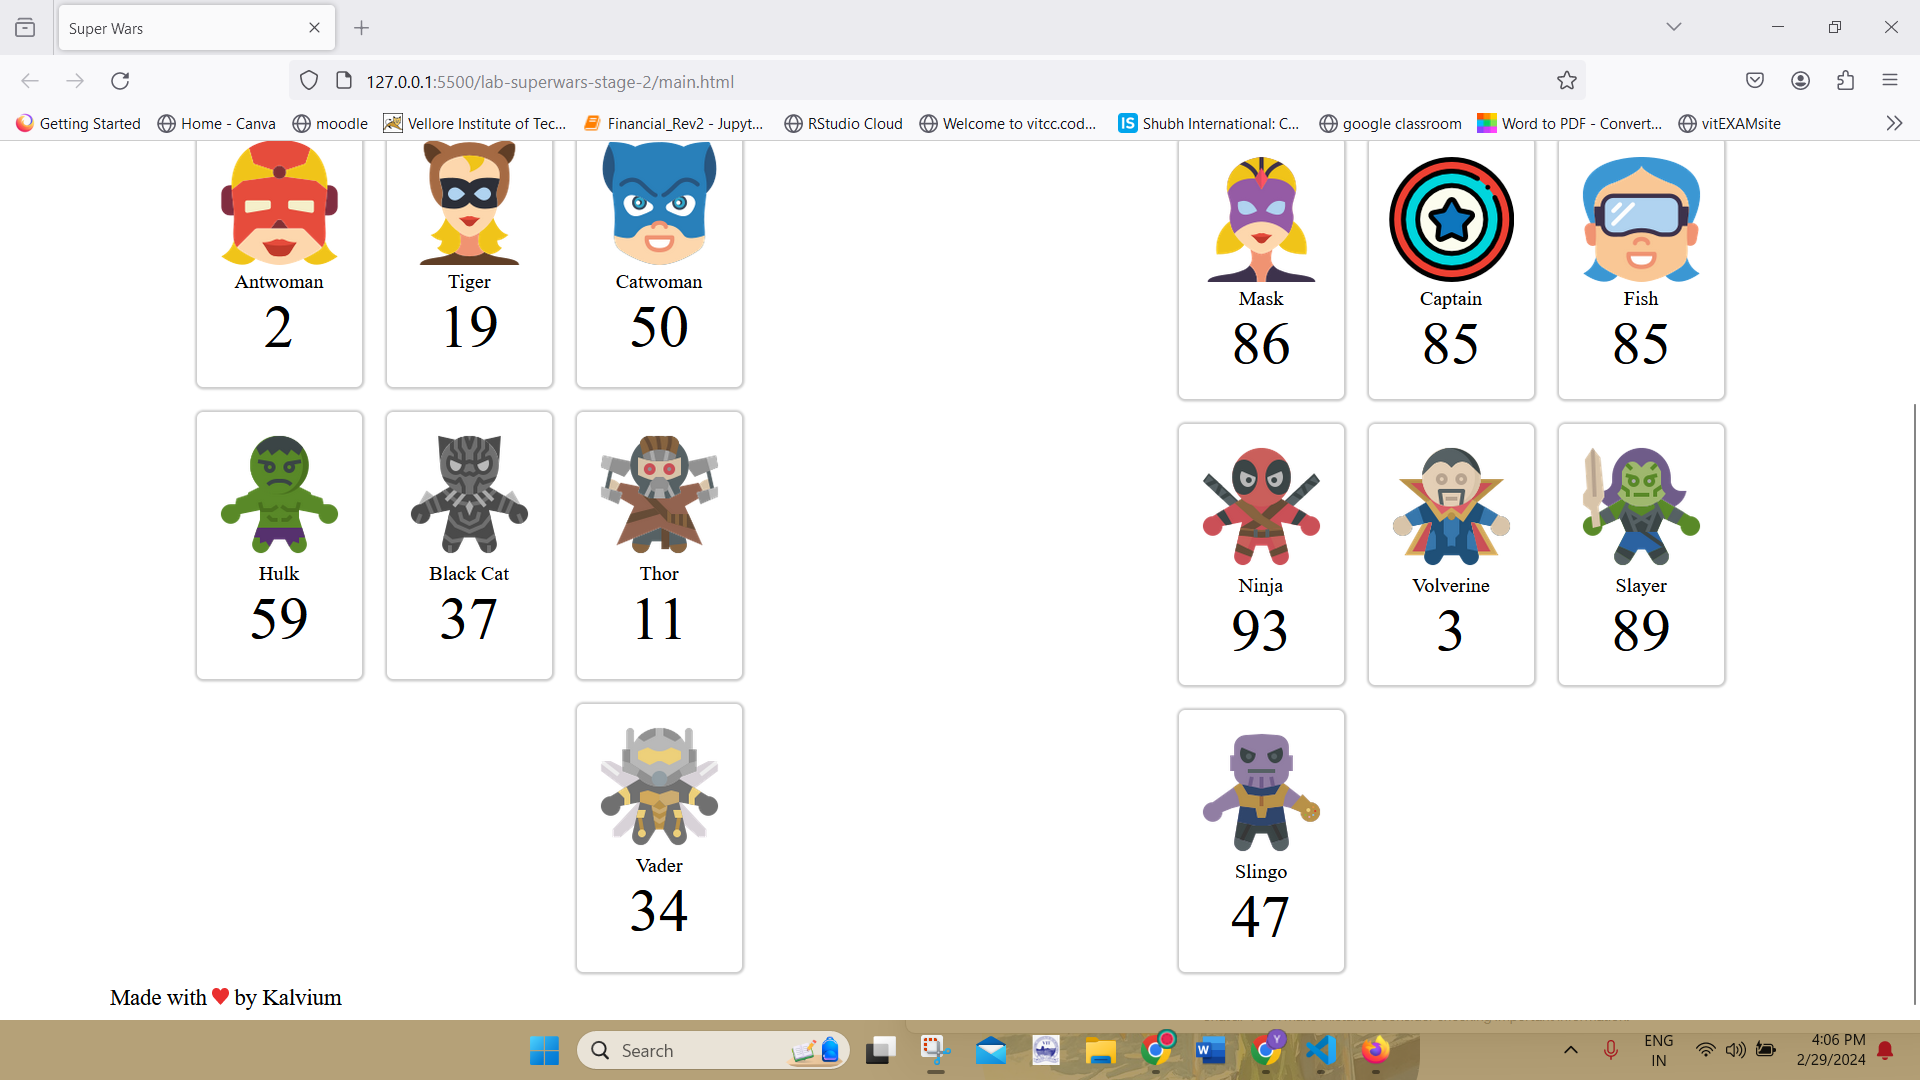 Super Wars
127.0.0.1:5500/lab-superwars-stage-2/main.html
Getting Started Home - Canva moodle Vellore Institute of Tec... Financial_Rev2 - Jupyt... RStudio Cloud Welcome to vitcc.cod... IS Shubh International: C... google classroom Word to PDF - Convert... vitEXAMsite
Antwoman Tiger Catwoman
2 19 50
Mask Captain Fish
86 85 85
Hulk Black Cat Thor
59 37 11
Ninja Volverine Slayer
93 3 89
Vader
34
Slingo
47
Made with ♥ by Kalvium
Search
ENG
IN
4:06 PM
2/29/2024